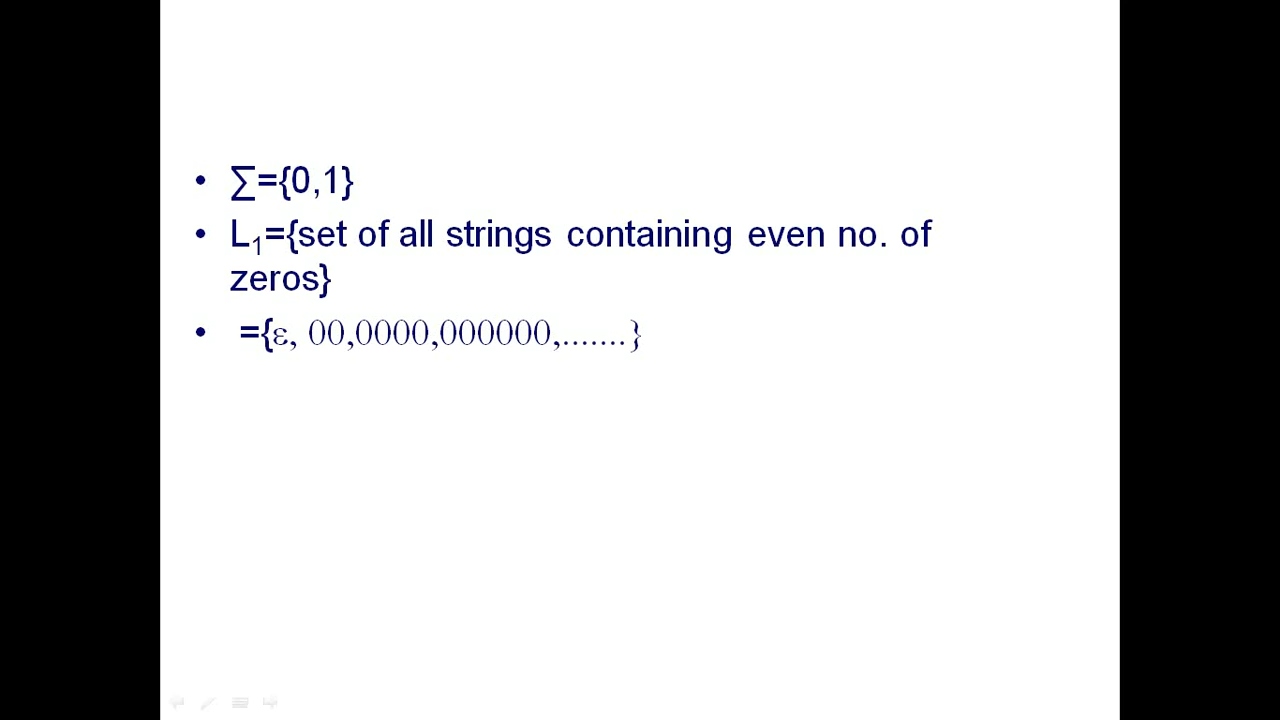 • ∑={0,1}
• L₁={set of all strings containing even no. of
zeros}
• ={ε, 00,0000,000000,.......}